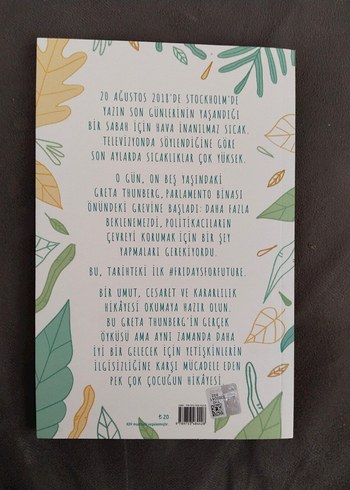 20 AĞUSTOS 2018'DE STOCKHOLM'DE
YAZIN SON GÜNLERİNİN YAŞANDIĞI
BİR SABAH İÇİN HAVA İNANILMAZ SICAK.
TELEVİZYONDA SÖYLENDİĞİNE GÖRE
SON AYLARDA SICAKLIKLAR ÇOK YÜKSEK.
O GÜN, ON BEŞ YAŞINDAKİ
GRETA THUNBERG, PARLAMENTO BİNASI
ÖNÜNDEKİ GREVİNE BAŞLADI: DAHA FAZLA
BEKLENEMEZDİ, POLİTİKACILARIN
ÇEVREYİ KORUMAK İÇİN BİR ŞEY
YAPMALARI GEREKİYORDU.
BU, TARİHTEKİ İLK #FRIDAYSFORFUTURE.
BİR UMUT, CESARET VE KARARLILIK
HİKÂYESİ OKUMAYA HAZIR OLUN.
BU GRETA THUNBERG'İN GERÇEK
ÖYKÜSÜ AMA AYNI ZAMANDA DAHA
İYİ BİR GELECEK İÇİN YETİŞKİNLERİN
İLGİSİZLİĞİNE KARŞI MÜCADELE EDEN
PEK ÇOK ÇOCUĞUN HİKÂYESİ
₺ 20